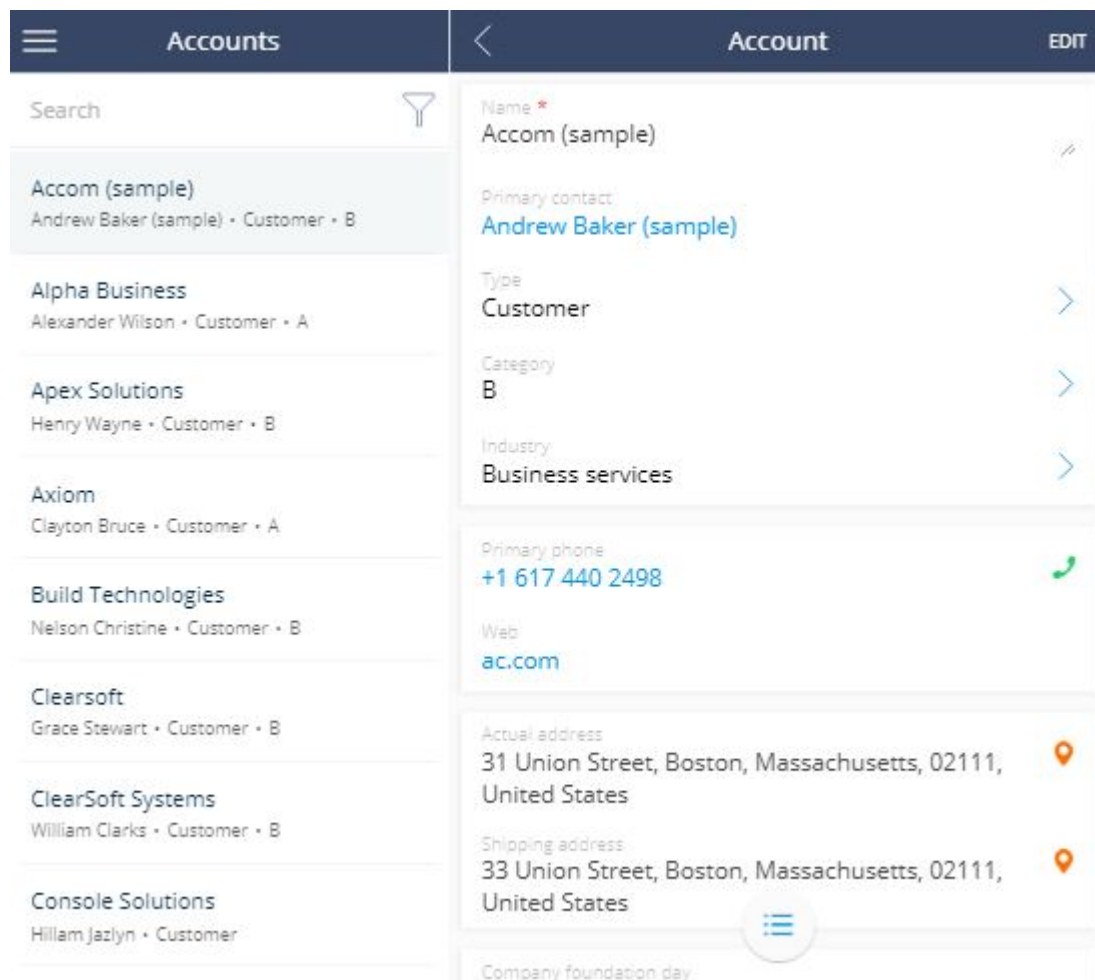 Accounts
Search
Accom (sample)
Andrew Baker (sample) • Customer • B
Alpha Business
Alexander Wilson • Customer • A
Apex Solutions
Henry Wayne • Customer • B
Axiom
Clayton Bruce • Customer • A
Build Technologies
Nelson Christine • Customer • B
Clearsoft
Grace Stewart • Customer • B
ClearSoft Systems
William Clarks • Customer • B
Console Solutions
Hillam Jazlyn • Customer
Account
EDIT
Name *
Accom (sample)
Primary contact
Andrew Baker (sample)
Type
Customer
Category
B
Industry
Business services
Primary phone
+1 617 440 2498
Web
ac.com
Actual address
31 Union Street, Boston, Massachusetts, 02111,
United States
Shipping address
33 Union Street, Boston, Massachusetts, 02111,
United States
Company foundation day